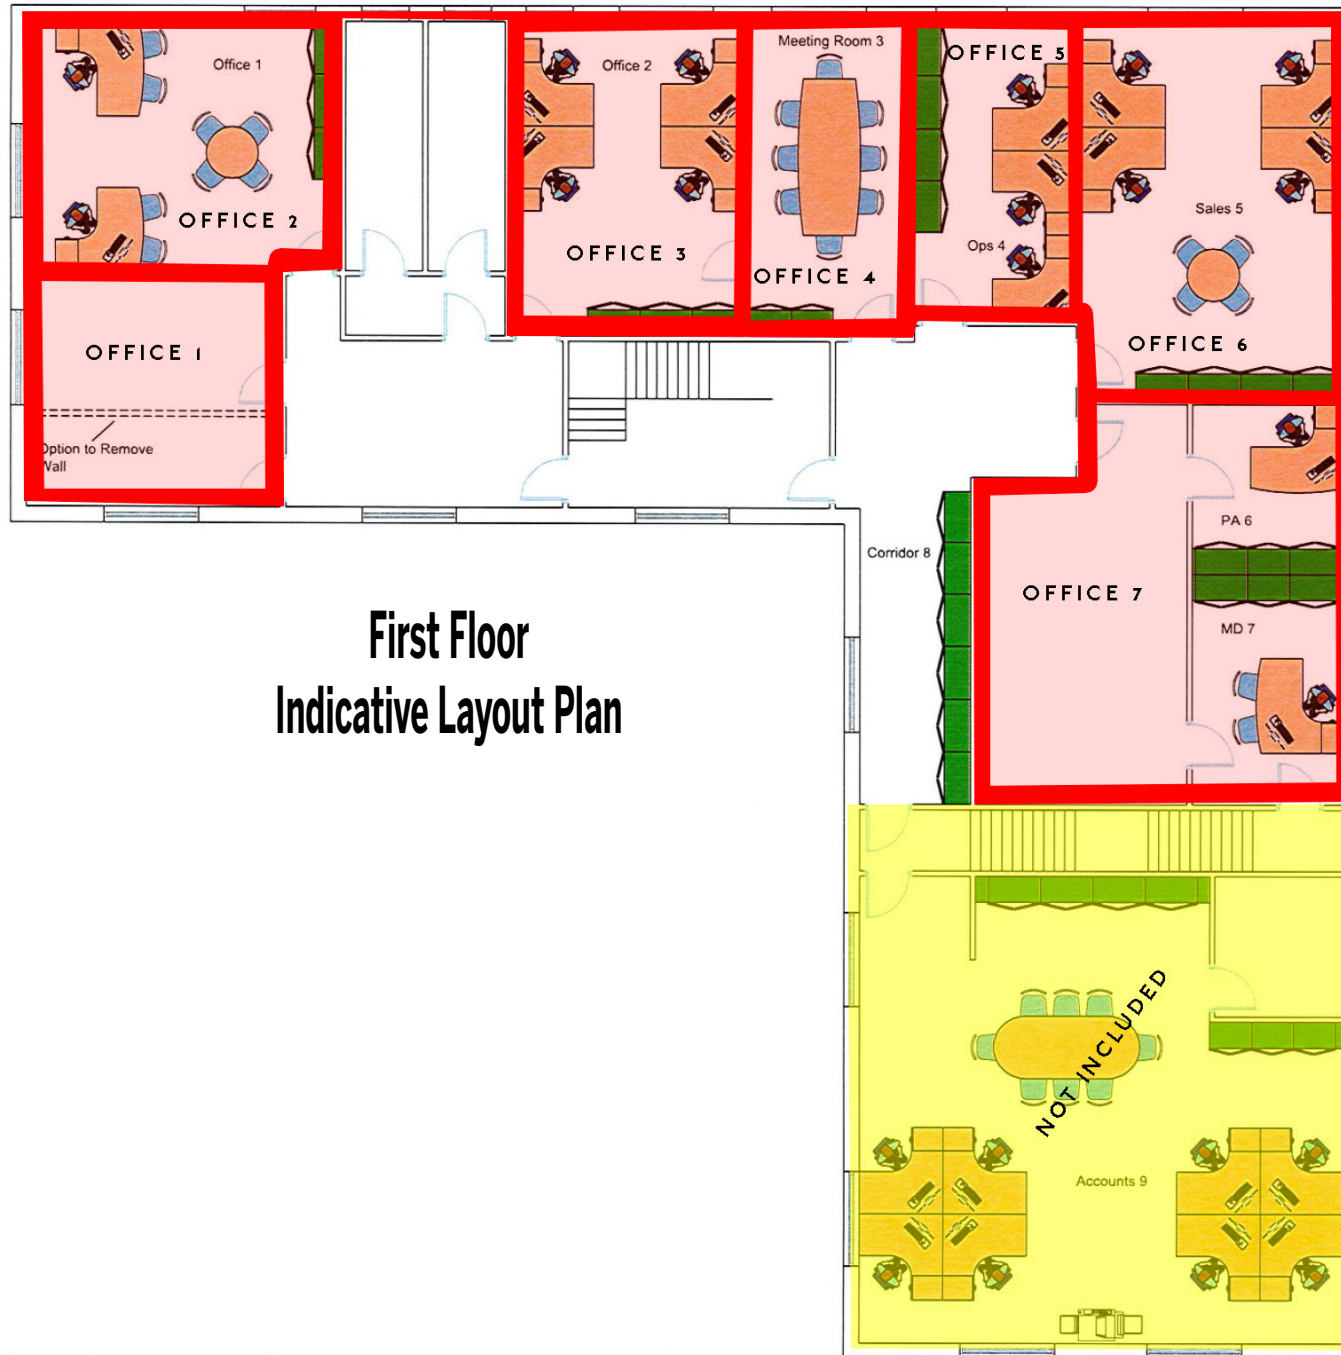 Office 1
OFFICE 2
OFFICE 1
Option to Remove
Wall
Office 2
OFFICE 3
Meeting Room 3
OFFICE 4
OFFICE 5
Ops 4
Sales 5
OFFICE 6
PA 6
OFFICE 7
MD 7
Corridor 8
First Floor
Indicative Layout Plan
NOT INCLUDED
Accounts 9